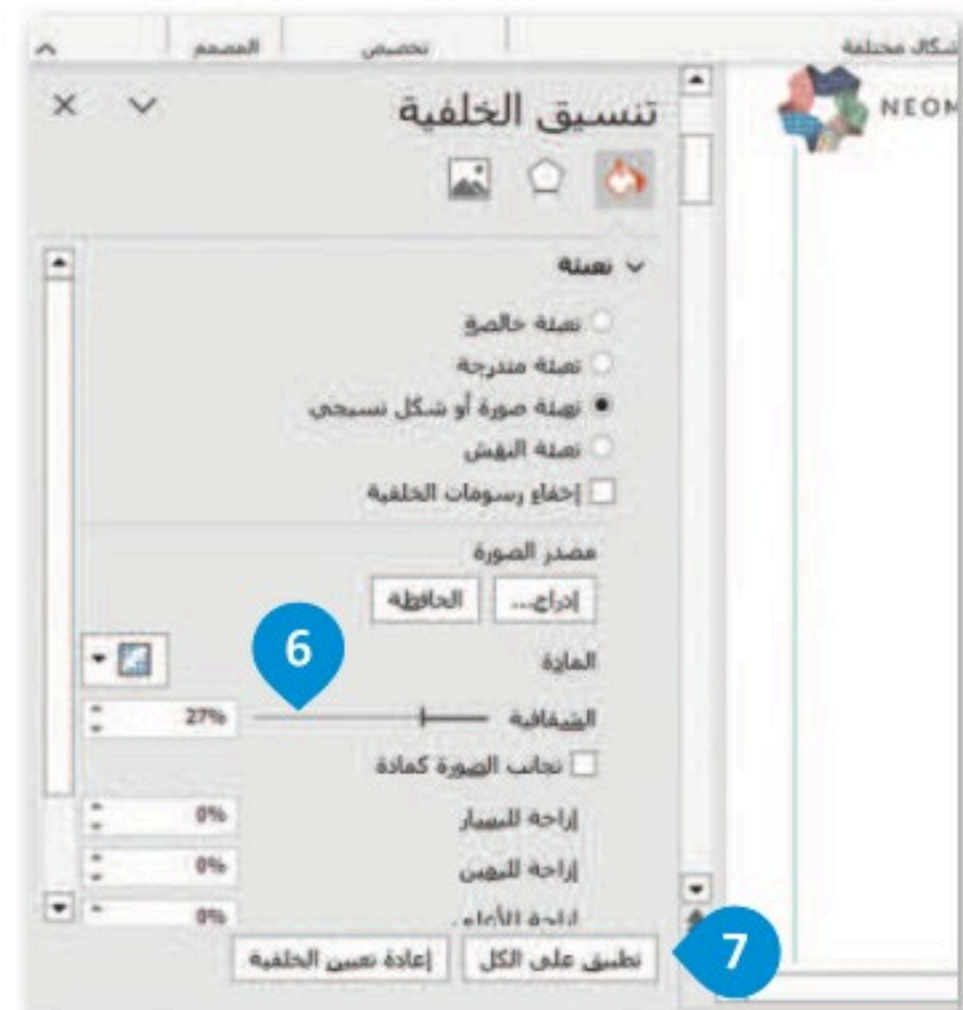 أشكال مختلفة تخصيص المصمم
NEOM
تنسيق الخلفية
تعبئة
تعبئة خالصة
تعبئة متدرجة
تعبئة صورة أو شكل نسيجي
تعبئة النقش
إخفاء رسومات الخلفية
مصدر الصورة
إدراج... الحافظة
6
المادة
الشفافية 27%
تجانب الصورة كمادة
إزاحة لليسار 0%
إزاحة لليمين 0%
إزاحة للأعلى 0%
تطبيق على الكل إعادة تعيين الخلفية
7